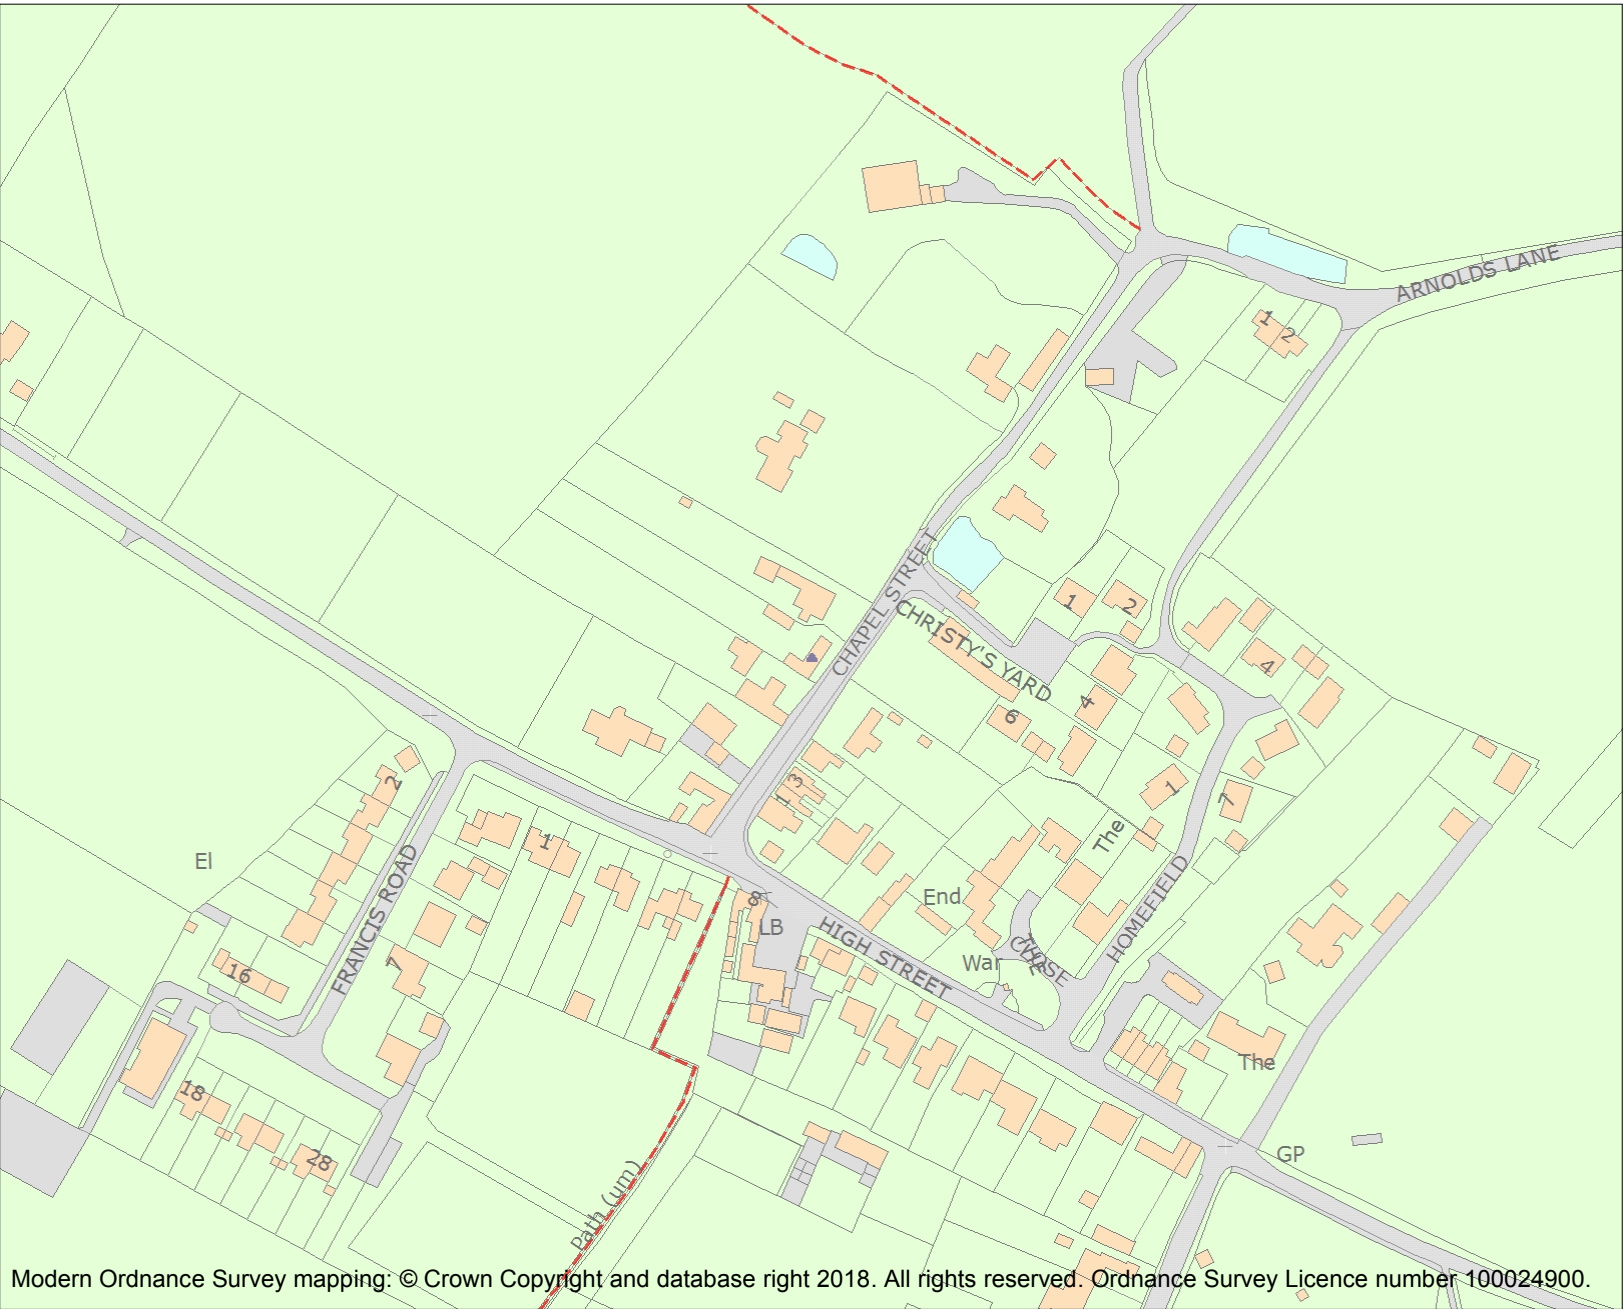 ARNOLDS LANE
1
2
CHAPEL STREET
CHRISTY'S YARD
1
2
4
4
6
1
7
3
1
2
1
The
El
End
8
LB
HIGH STREET
HOMEFIELD
War
FRANCIS ROAD
7
16
The
18
28
GP
Path (um)
Modern Ordnance Survey mapping: © Crown Copyright and database right 2018. All rights reserved. Ordnance Survey Licence number 100024900.